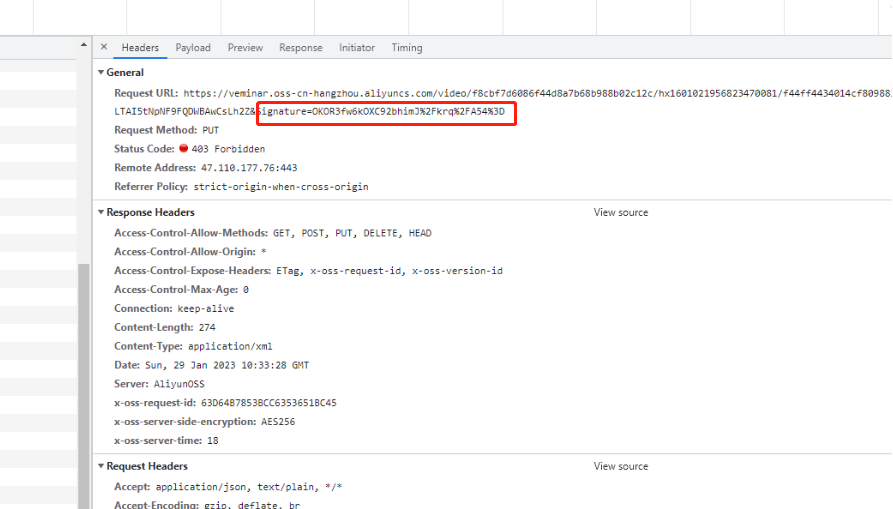 × Headers Payload Preview Response Initiator Timing
▼ General
Request URL: https://veminar.oss-cn-hangzhou.aliyuncs.com/video/f8cbf7d6086f44d8a7b68b988b02c12c/hx1601021956823470081/f44ff4434014cf80988
LTAI5tNpNF9FQDWBAwCsLh2Z&Signature=OKOR3fw6kOXC92bhimJ%2Fkrq%2FA54%3D
Request Method: PUT
Status Code: 403 Forbidden
Remote Address: 47.110.177.76:443
Referrer Policy: strict-origin-when-cross-origin
▼ Response Headers View source
Access-Control-Allow-Methods: GET, POST, PUT, DELETE, HEAD
Access-Control-Allow-Origin: *
Access-Control-Expose-Headers: ETag, x-oss-request-id, x-oss-version-id
Access-Control-Max-Age: 0
Connection: keep-alive
Content-Length: 274
Content-Type: application/xml
Date: Sun, 29 Jan 2023 10:33:28 GMT
Server: AliyunOSS
x-oss-request-id: 63D64B7853BCC6353651BC45
x-oss-server-side-encryption: AES256
x-oss-server-time: 18
▼ Request Headers View source
Accept: application/json, text/plain, */*
Accept-Encoding: gzip, deflate, br